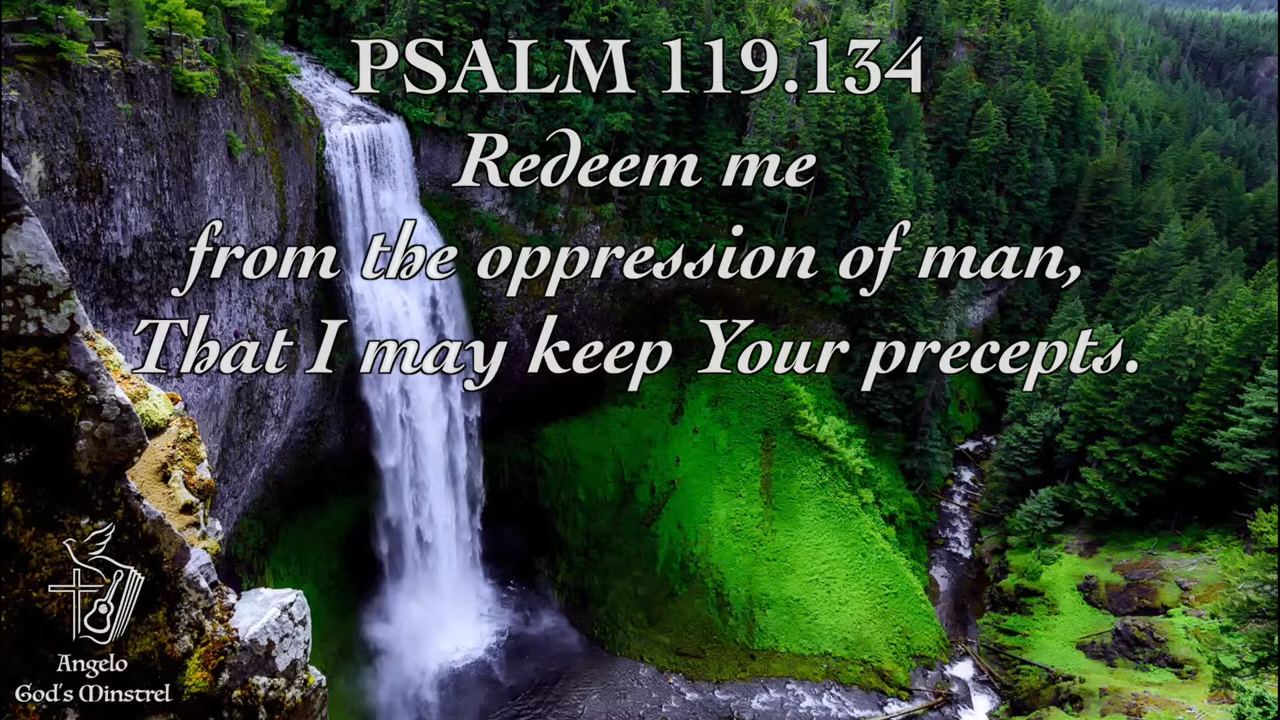 PSALM 119.134
Redeem me
from the oppression of man,
That I may keep Your precepts.
Angelo
God's Minstrel